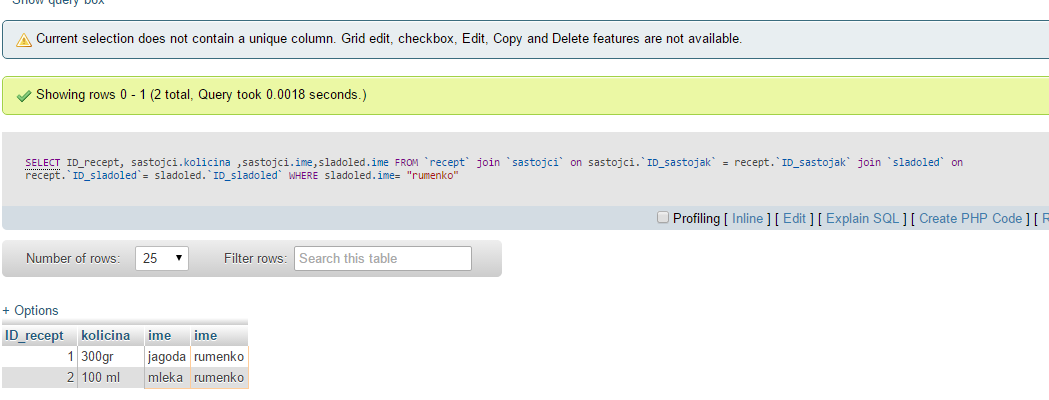 Show query box
Current selection does not contain a unique column. Grid edit, checkbox, Edit, Copy and Delete features are not available.
Showing rows 0 - 1 (2 total, Query took 0.0018 seconds.)
SELECT ID_recept, sastojci.kolicina ,sastojci.ime,sladoled.ime FROM `recept` join `sastojci` on sastojci.`ID_sastojak` = recept.`ID_sastojak` join `sladoled` on
recept.`ID_sladoled`= sladoled.`ID_sladoled` WHERE sladoled.ime= "rumenko"
Profiling [ Inline ] [ Edit ] [ Explain SQL ] [ Create PHP Code ] [ R
Number of rows: 25 Filter rows: Search this table
+ Options
ID_recept kolicina ime ime
1 300gr jagoda rumenko
2 100 ml mleka rumenko